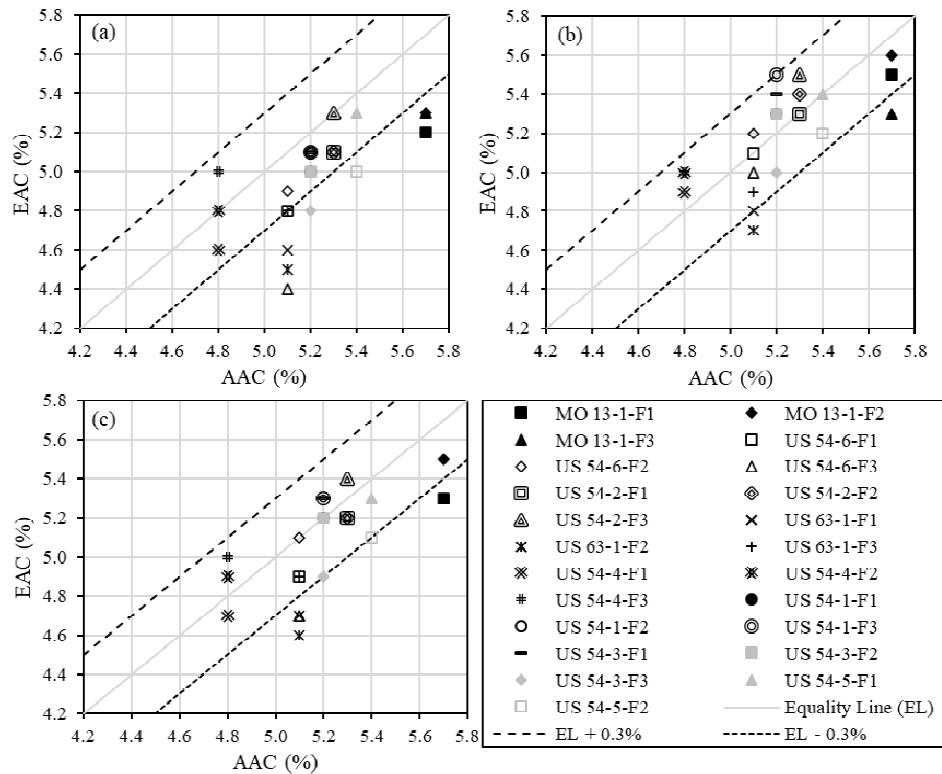 (a)
EAC (%)
5.8
5.6
5.4
5.2
5.0
4.8
4.6
4.4
4.2
4.2 4.4 4.6 4.8 5.0 5.2 5.4 5.6 5.8
AAC (%)
(b)
EAC (%)
5.8
5.6
5.4
5.2
5.0
4.8
4.6
4.4
4.2
4.2 4.4 4.6 4.8 5.0 5.2 5.4 5.6 5.8
AAC (%)
(c)
EAC (%)
5.8
5.6
5.4
5.2
5.0
4.8
4.6
4.4
4.2
4.2 4.4 4.6 4.8 5.0 5.2 5.4 5.6 5.8
AAC (%)
MO 13-1-F1 MO 13-1-F2
MO 13-1-F3 US 54-6-F1
US 54-6-F2 US 54-6-F3
US 54-2-F1 US 54-2-F2
US 54-2-F3 US 63-1-F1
US 63-1-F2 US 63-1-F3
US 54-4-F1 US 54-4-F2
US 54-4-F3 US 54-1-F1
US 54-1-F2 US 54-1-F3
US 54-3-F1 US 54-3-F2
US 54-3-F3 US 54-5-F1
US 54-5-F2 Equality Line (EL)
EL + 0.3% EL - 0.3%